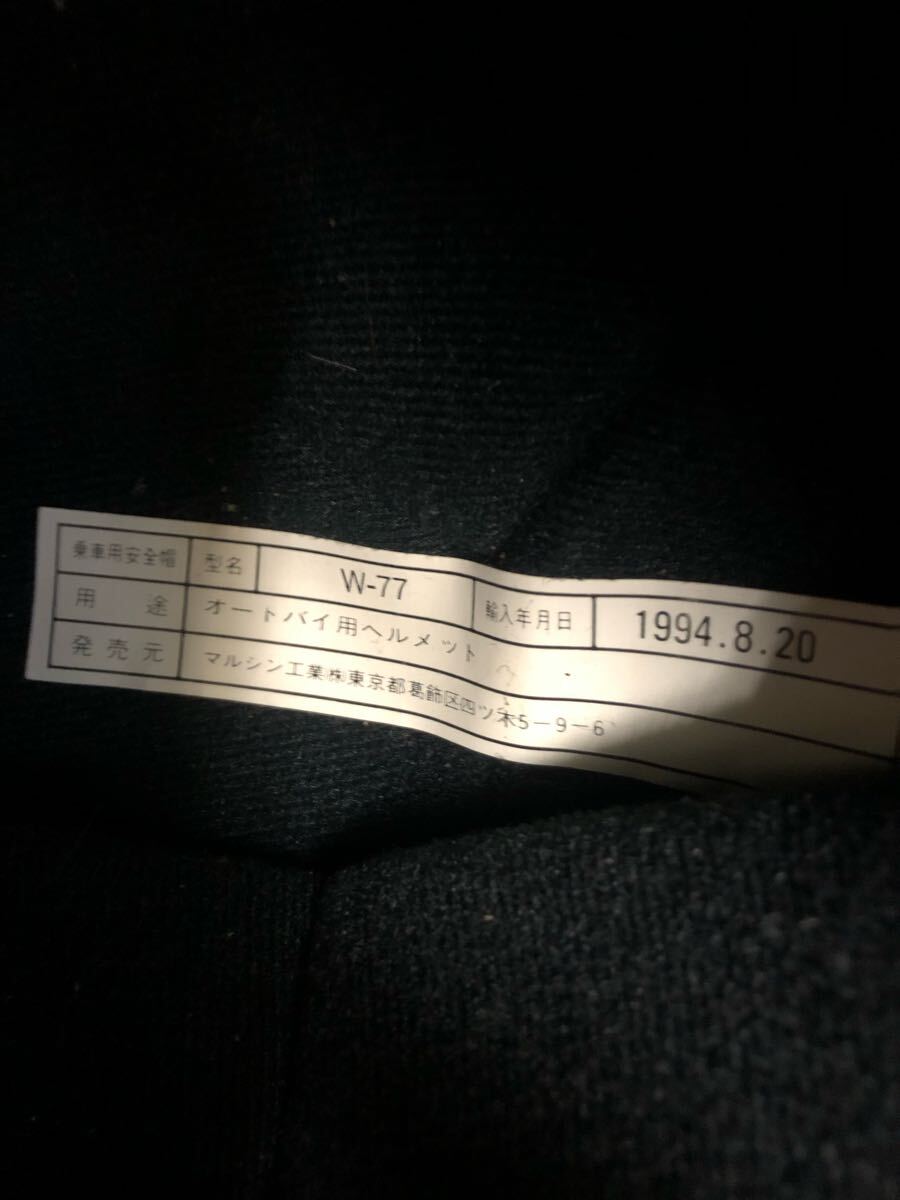 乗車用安全帽 型名 W-77 輸入年月日 1994.8.20
用途 オートバイ用ヘルメット
発売元 マルシン工業㈱東京都葛飾区四ツ木5-9-6